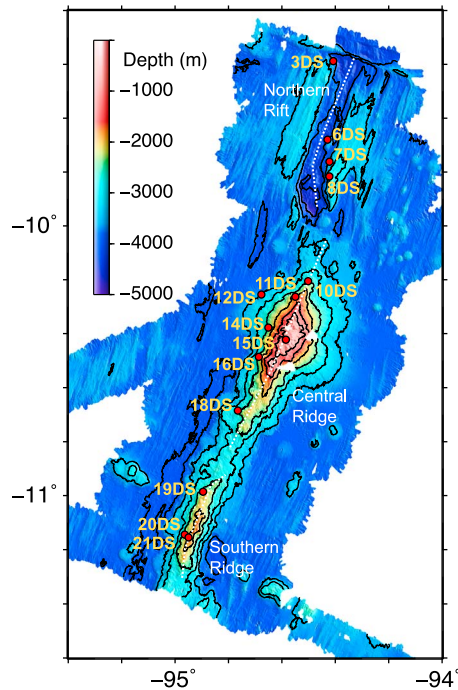 Depth (m)
−1000
−2000
−3000
−4000
−5000
3DS
Northern
Rift
6DS
7DS
8DS
−10
11DS
10DS
12DS
14DS
15DS
16DS
Central
Ridge
18DS
−11
19DS
20DS
21DS
Southern
Ridge
−95
−94